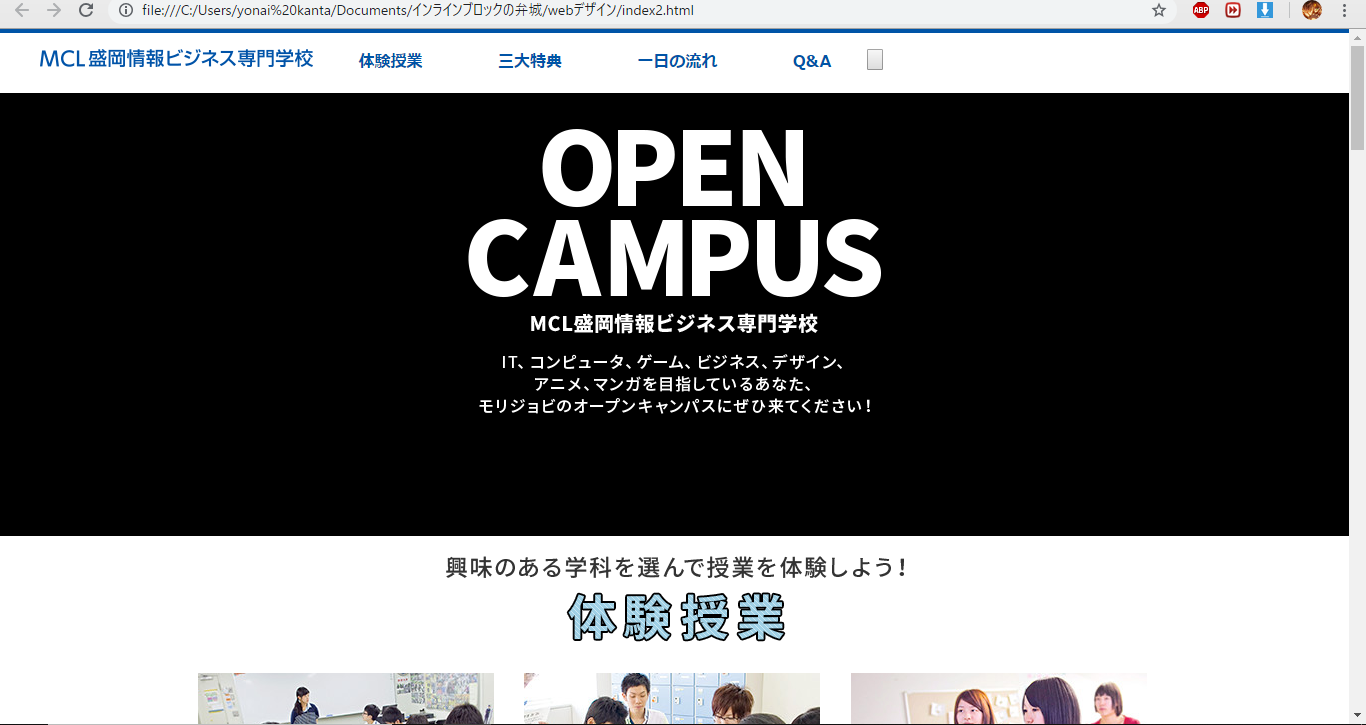 file:///C:/Users/yonai%20kanta/Documents/インラインブロックの弁城/webデザイン/index2.html
ABP
MCL盛岡情報ビジネス専門学校 体験授業 三大特典 一日の流れ Q&A
OPEN
CAMPUS
MCL盛岡情報ビジネス専門学校
IT、コンピュータ、ゲーム、ビジネス、デザイン、
アニメ、マンガを目指しているあなた、
モリジョビのオープンキャンパスにぜひ来てください！
興味のある学科を選んで授業を体験しよう！
体験授業